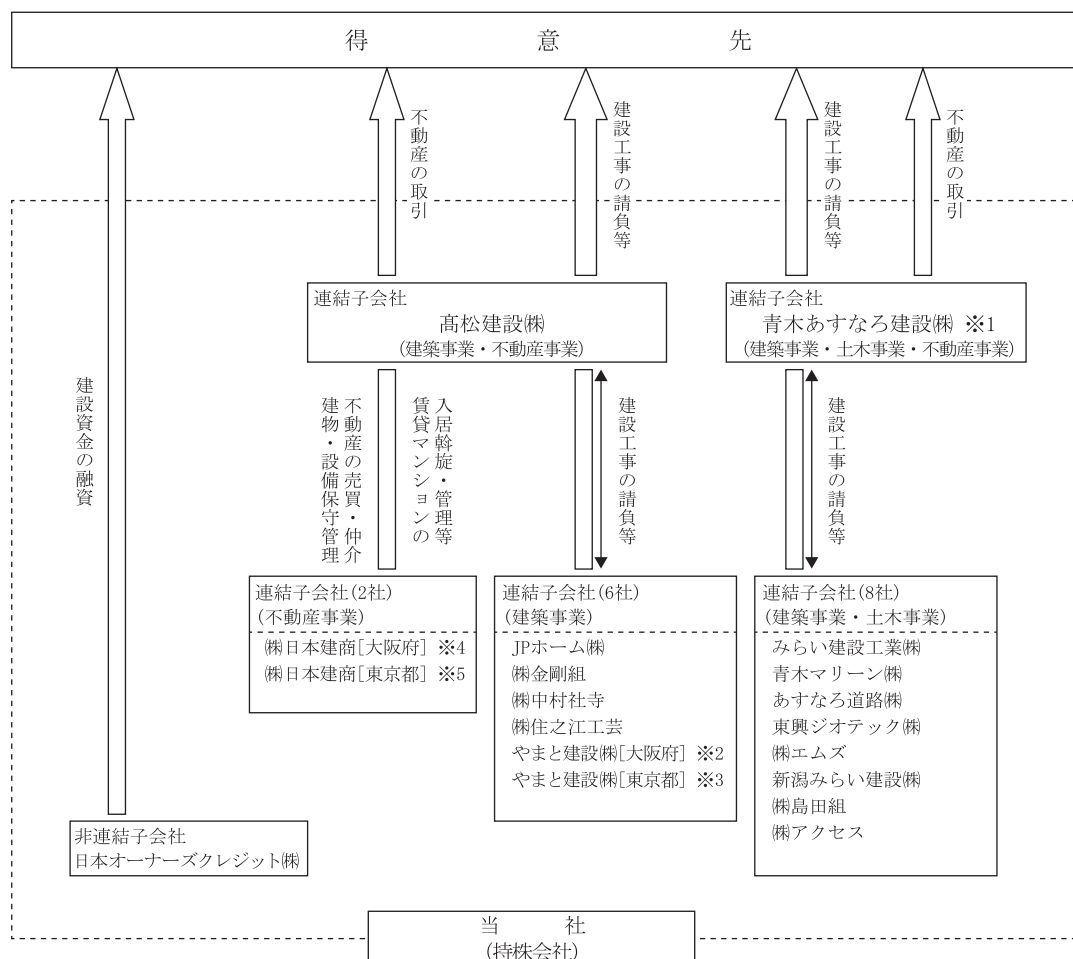 得意先
不動産の取引
建設工事の請負等
建設工事の請負等
不動産の取引
連結子会社
髙松建設㈱
(建築事業・不動産事業)
連結子会社
青木あすなろ建設㈱ ※1
(建築事業・土木事業・不動産事業)
建設資金の融資
賃貸マンションの
入居斡旋・管理等
不動産の売買・仲介
建物・設備保守管理
建設工事の請負等
建設工事の請負等
連結子会社(2社)
(不動産事業)
㈱日本建商[大阪府] ※4
㈱日本建商[東京都] ※5
連結子会社(6社)
(建築事業)
JPホーム㈱
㈱金剛組
㈱中村社寺
㈱住之江工芸
やまと建設㈱[大阪府] ※2
やまと建設㈱[東京都] ※3
連結子会社(8社)
(建築事業・土木事業)
みらい建設工業㈱
青木マリーン㈱
あすなろ道路㈱
東興ジオテック㈱
㈱エムズ
新潟みらい建設㈱
㈱島田組
㈱アクセス
非連結子会社
日本オーナーズクレジット㈱
当社
(持株会社)